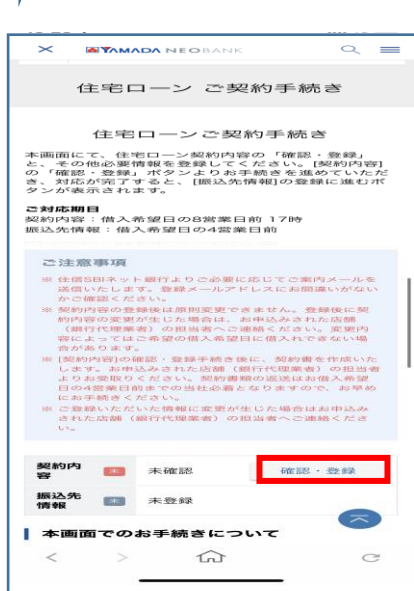 YAMADA NEOBANK
住宅ローン ご契約手続き
住宅ローンご契約手続き
本画面にて、住宅ローン契約内容の「確認・登録」
と、その他必要情報を登録してください。[契約内容]
の「確認・登録」ボタンよりお手続きを進めていただ
き、対応が完了すると、[振込先情報]の登録に進むボ
タンが表示されます。
ご対応期日
契約内容：借入希望日の8営業日前 17時
振込先情報：借入希望日の4営業日前
ご注意事項
※ 住信SBIネット銀行よりご必要に応じてご案内メールを
送信いたします。登録メールアドレスにお間違いがない
かご確認ください。
※ 契約内容の登録後は原則変更できません。登録後に契
約内容の変更が生じた場合は、お申込みされた店舗
（銀行代理業者）の担当者へご連絡ください。変更内
容によってはご希望の借入希望日に借入れできない場
合があります。
※ [契約内容]の確認・登録手続き後に、契約書を作成いた
します。お申込みされた店舗（銀行代理業者）の担当者
よりお受取りください。契約書類の返送はお借入希望
日の4営業日前までの当社必着となりますので、お早め
にお手続きください。
※ ご登録いただいた情報に変更が生じた場合はお申込み
された店舗（銀行代理業者）の担当者へご連絡くださ
い。
契約内容 未 未確認 確認・登録
振込先情報 未 未登録
本画面でのお手続きについて